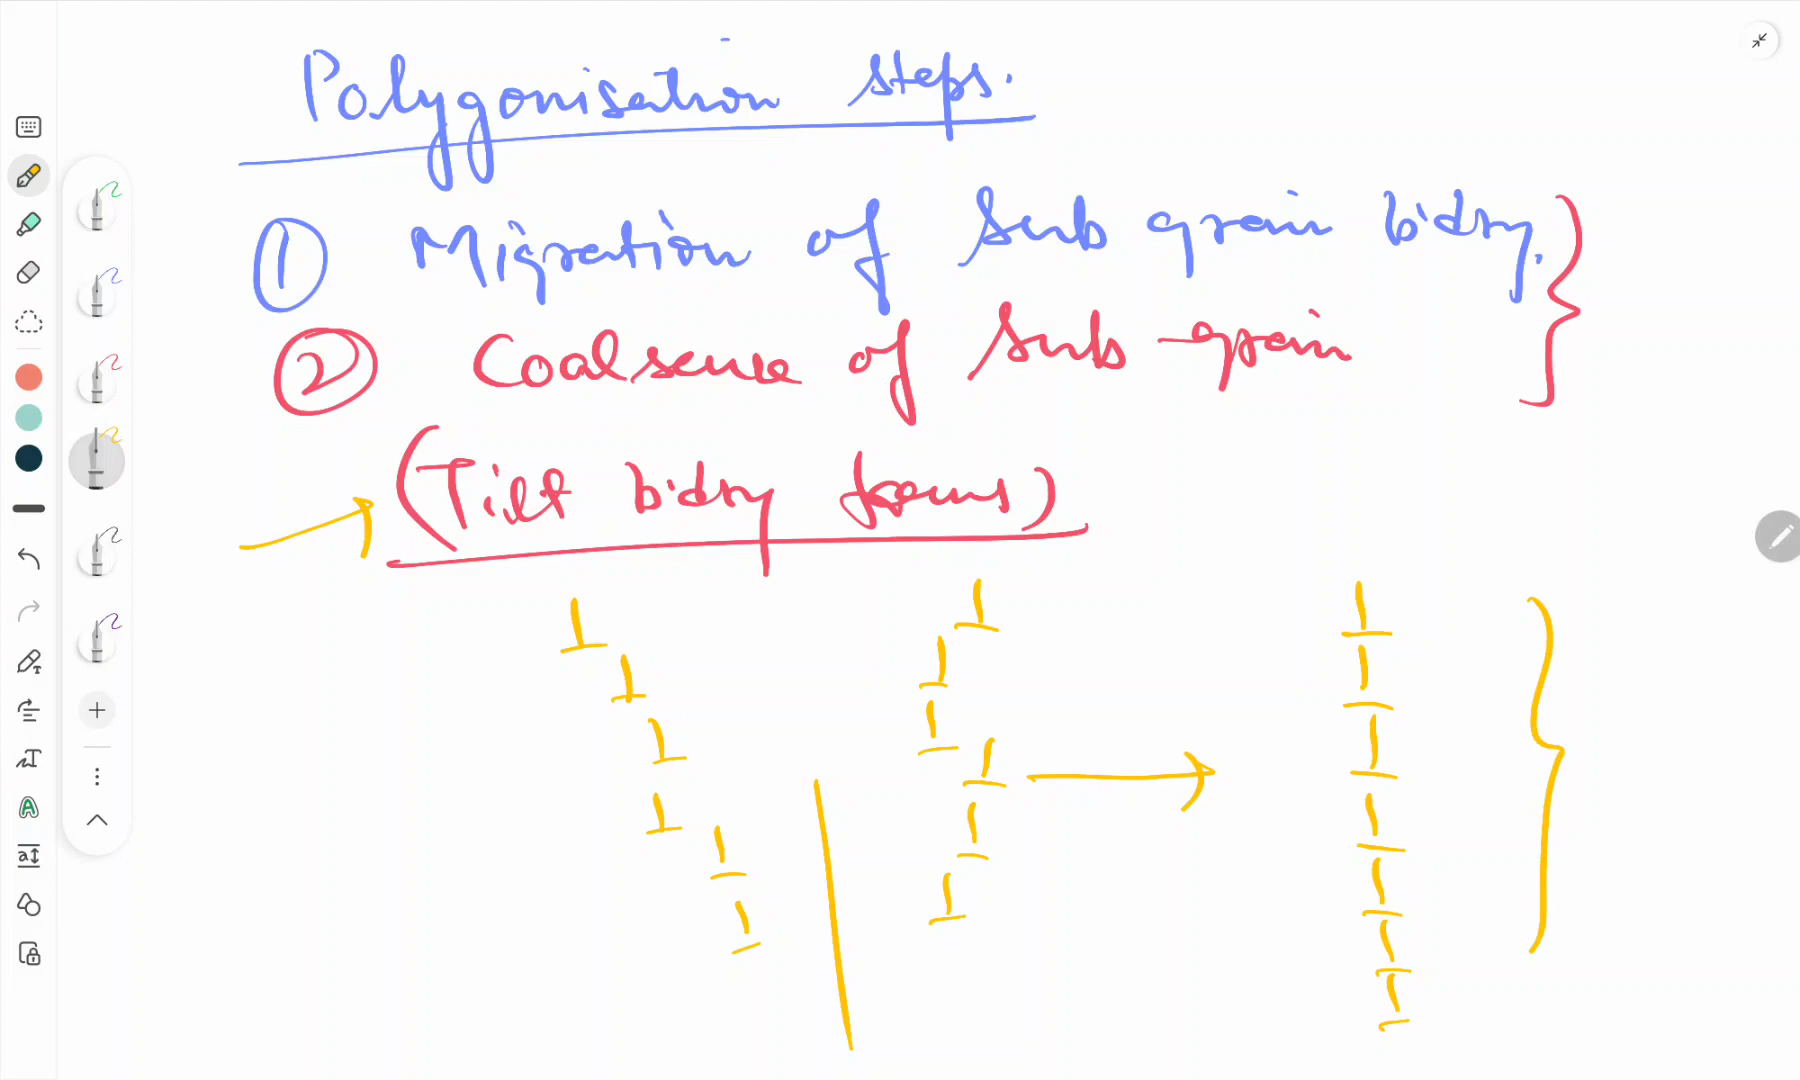 Polygonisation steps.
① Migration of sub grain b'dry.
② Coalsence of sub-grain
(Tilt b'dry forms)